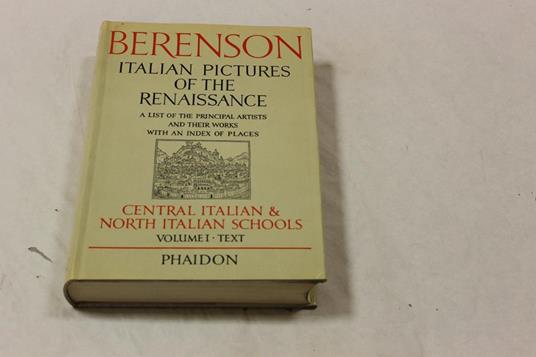 BERENSON
ITALIAN PICTURES
OF THE
RENAISSANCE
A LIST OF THE PRINCIPAL ARTISTS
AND THEIR WORKS
WITH AN INDEX OF PLACES
CENTRAL ITALIAN &
NORTH ITALIAN SCHOOLS
VOLUME I · TEXT
PHAIDON